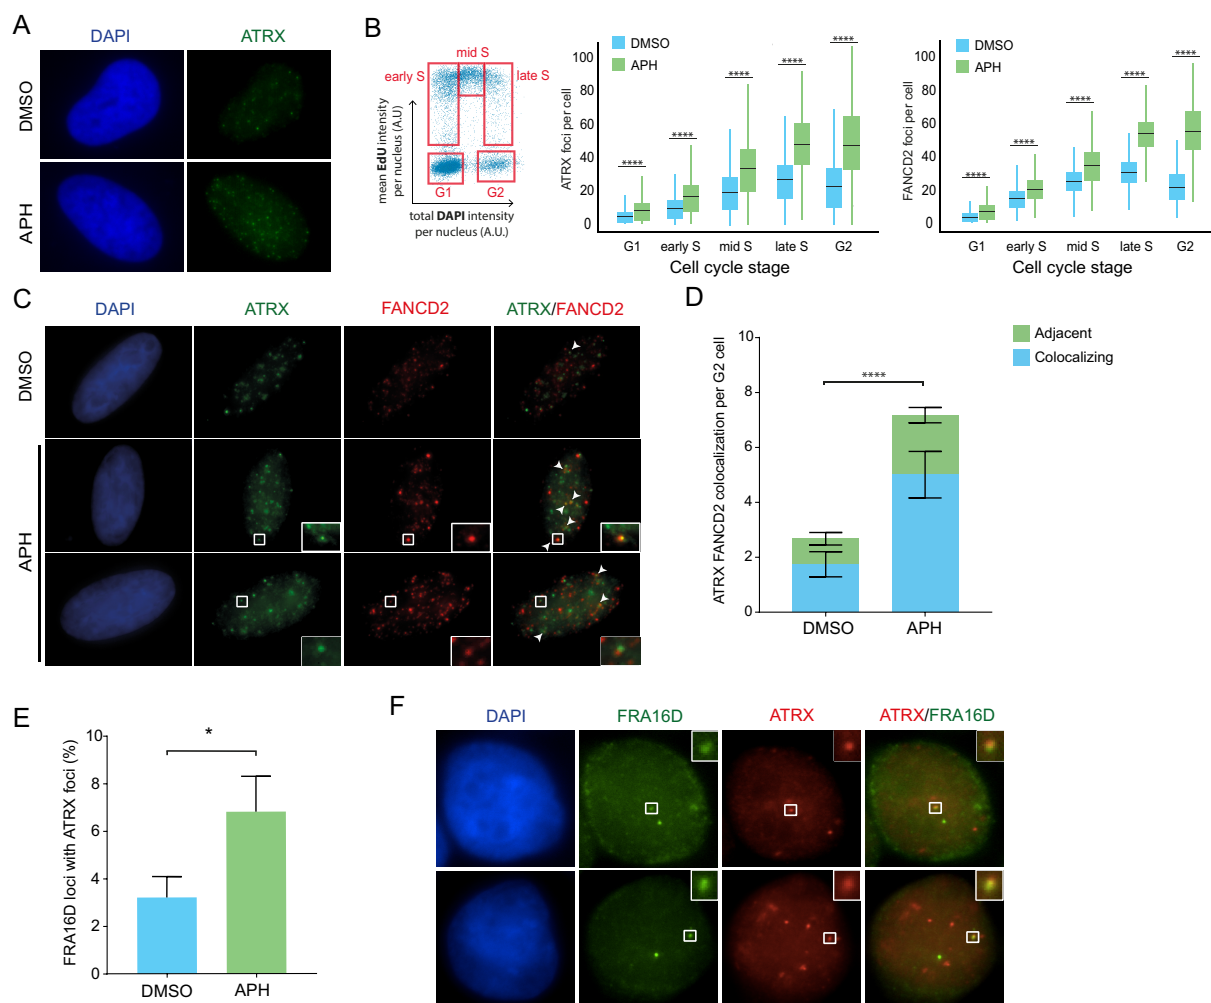 A
DAPI
ATRX
DMSO
APH
B
mid S
early S
late S
G1
G2
mean EdU intensity
per nucleus (A.U)
total DAPI intensity
per nucleus (A.U.)
DMSO
APH
ATRX foci per cell
100
80
60
40
20
0
****
****
****
****
****
G1
early S
mid S
late S
G2
Cell cycle stage
DMSO
APH
FANCD2 foci per cell
100
80
60
40
20
0
****
****
****
****
****
G1
early S
mid S
late S
G2
Cell cycle stage
C
DAPI
ATRX
FANCD2
ATRX/FANCD2
DMSO
APH
D
Adjacent
Colocalizing
ATRX FANCD2 colocalization per G2 cell
10
8
6
4
2
0
****
DMSO
APH
E
FRA16D loci with ATRX foci (%)
10
8
6
4
2
0
*
DMSO
APH
F
DAPI
FRA16D
ATRX
ATRX/FRA16D